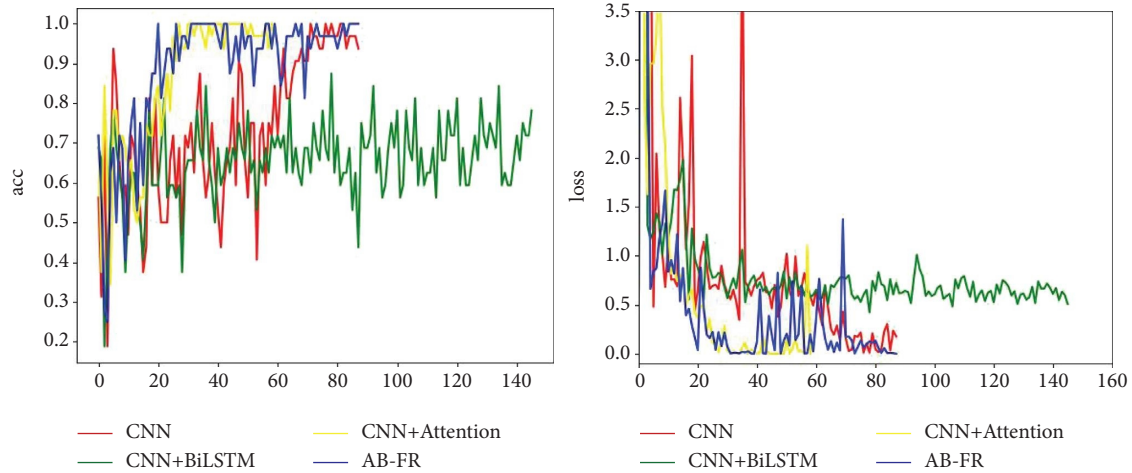 1.0
0.9
0.8
0.7
0.6
0.5
0.4
0.3
0.2
acc
0 20 40 60 80 100 120 140
CNN
CNN+BiLSTM
CNN+Attention
AB-FR
3.5
3.0
2.5
2.0
1.5
1.0
0.5
0.0
loss
0 20 40 60 80 100 120 140 160
CNN
CNN+BiLSTM
CNN+Attention
AB-FR